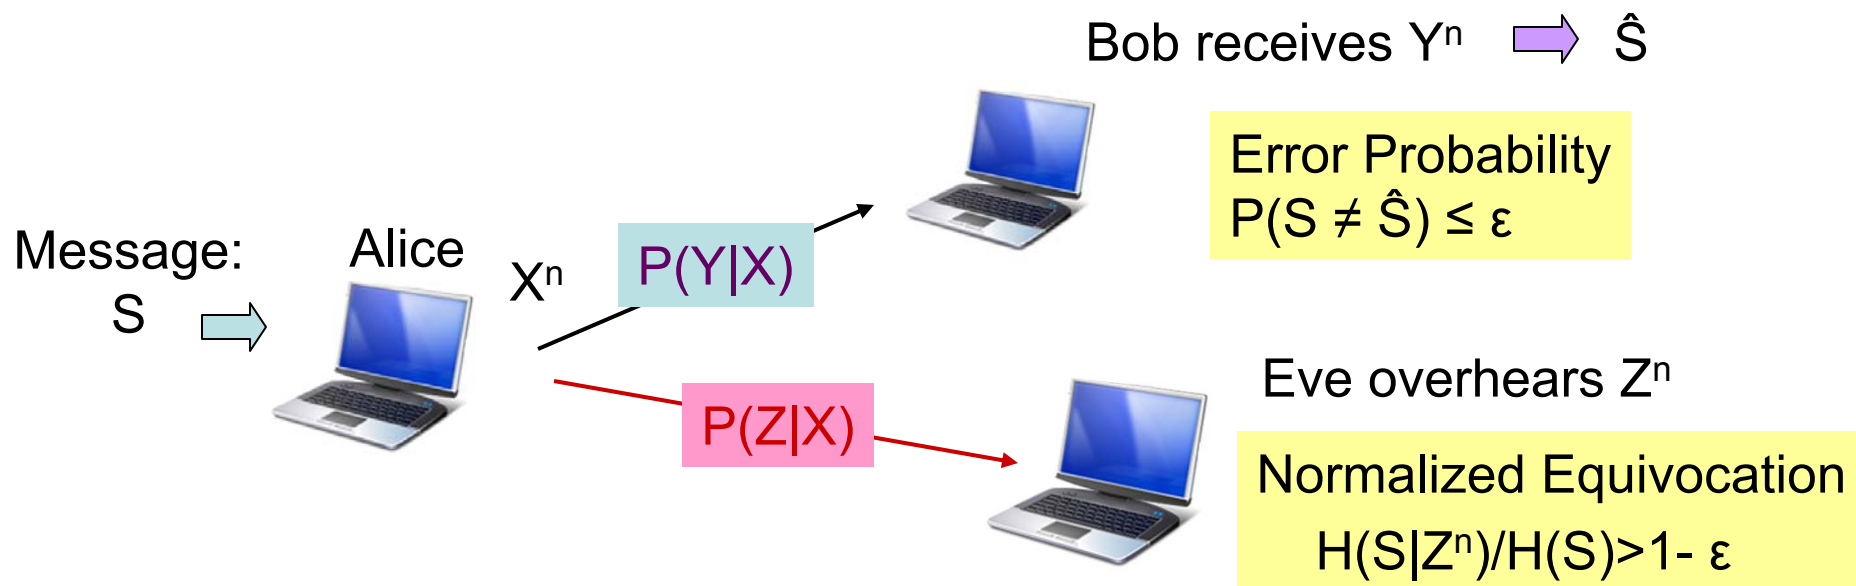 Message:
S
Alice
Xⁿ
P(Y|X)
P(Z|X)
Bob receives Yⁿ
Ŝ
Error Probability
P(S ≠ Ŝ) ≤ ε
Eve overhears Zⁿ
Normalized Equivocation
H(S|Zⁿ)/H(S)>1- ε